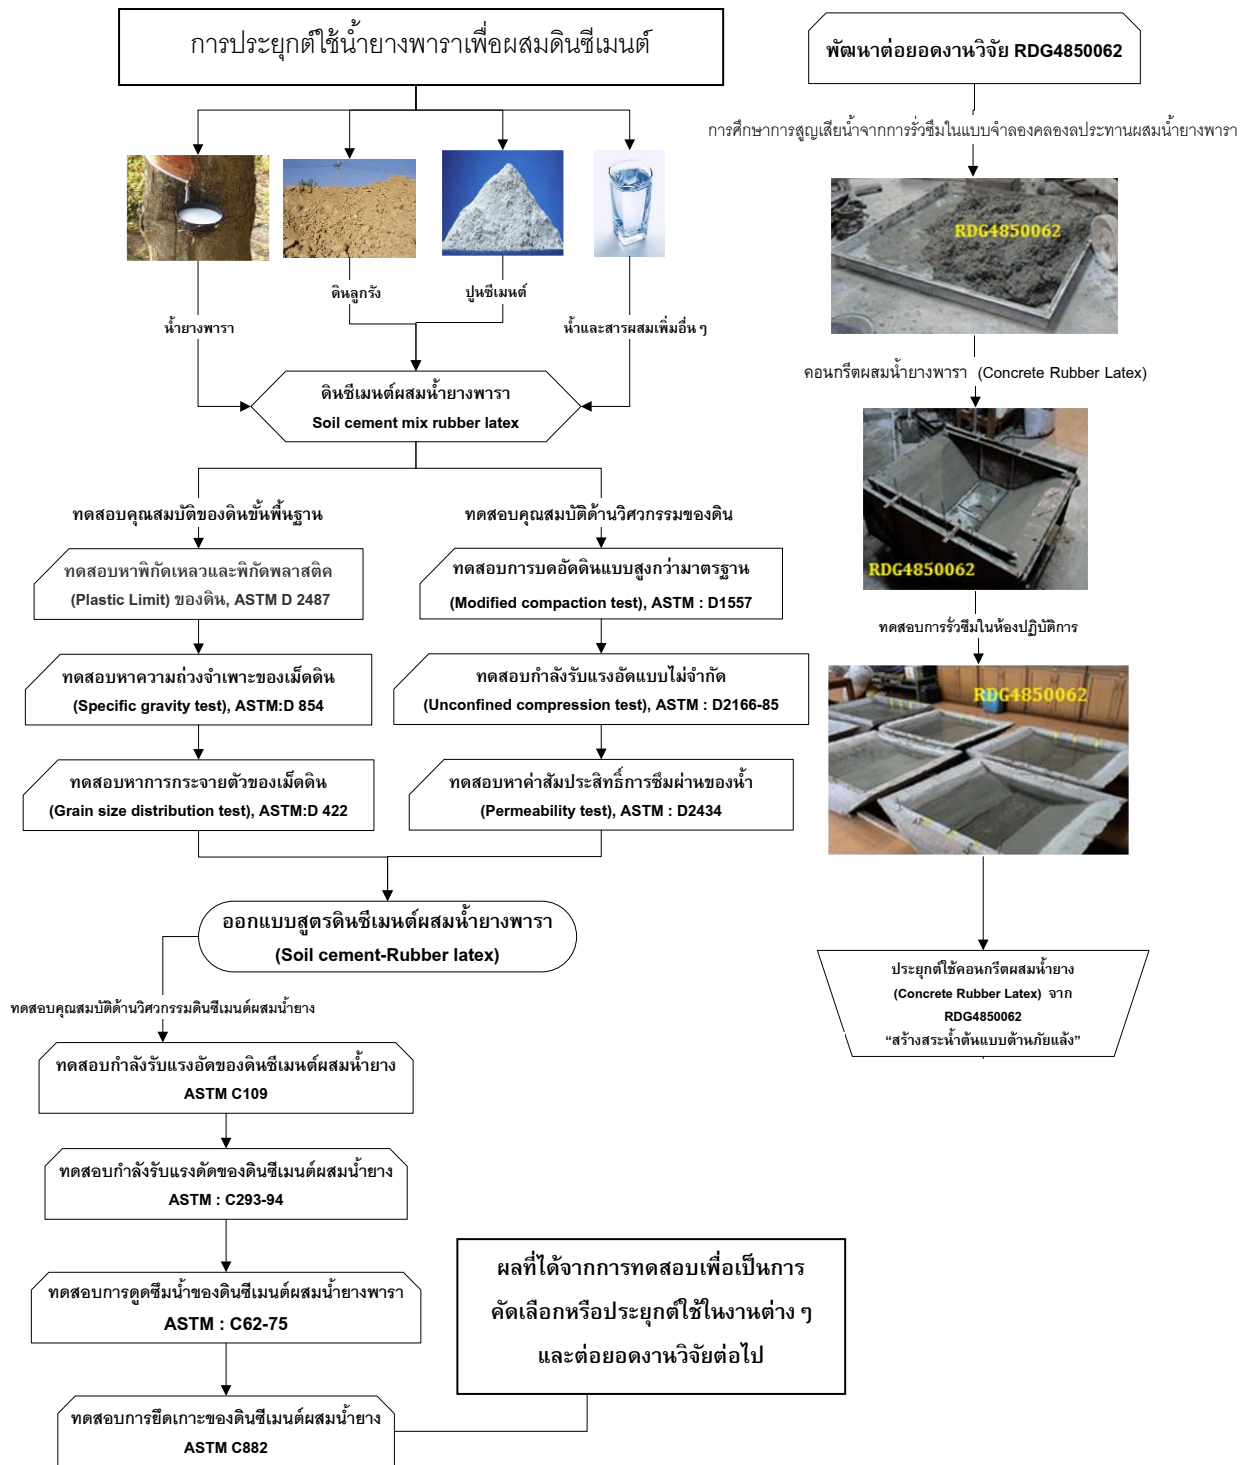 การประยุกต์ใช้น้ำยางพาราเพื่อผสมดินซีเมนต์
น้ำยางพารา
ดินลูกรัง
ปูนซีเมนต์
น้ำและสารผสมเพิ่มอื่น ๆ
ดินซีเมนต์ผสมน้ำยางพารา
Soil cement mix rubber latex
ทดสอบคุณสมบัติของดินขั้นพื้นฐาน
ทดสอบหาพิกัดเหลวและพิกัดพลาสติค
(Plastic Limit) ของดิน, ASTM D 2487
ทดสอบหาความถ่วงจำเพาะของเม็ดดิน
(Specific gravity test), ASTM:D 854
ทดสอบหาการกระจายตัวของเม็ดดิน
(Grain size distribution test), ASTM:D 422
ทดสอบคุณสมบัติด้านวิศวกรรมของดิน
ทดสอบการบดอัดดินแบบสูงกว่ามาตรฐาน
(Modified compaction test), ASTM : D1557
ทดสอบกำลังรับแรงอัดแบบไม่จำกัด
(Unconfined compression test), ASTM : D2166-85
ทดสอบหาค่าสัมประสิทธิ์การซึมผ่านของน้ำ
(Permeability test), ASTM : D2434
ออกแบบสูตรดินซีเมนต์ผสมน้ำยางพารา
(Soil cement-Rubber latex)
ทดสอบคุณสมบัติด้านวิศวกรรมดินซีเมนต์ผสมน้ำยาง
ทดสอบกำลังรับแรงอัดของดินซีเมนต์ผสมน้ำยาง
ASTM C109
ทดสอบกำลังรับแรงดัดของดินซีเมนต์ผสมน้ำยาง
ASTM : C293-94
ทดสอบการดูดซึมน้ำของดินซีเมนต์ผสมน้ำยางพารา
ASTM : C62-75
ทดสอบการยึดเกาะของดินซีเมนต์ผสมน้ำยาง
ASTM C882
ผลที่ได้จากการทดสอบเพื่อเป็นการ
คัดเลือกหรือประยุกต์ใช้ในงานต่าง ๆ
และต่อยอดงานวิจัยต่อไป
พัฒนาต่อยอดงานวิจัย RDG4850062
การศึกษาการสูญเสียน้ำจากการรั่วซึมในแบบจำลองคลองลประทานผสมน้ำยางพารา
RDG4850062
คอนกรีตผสมน้ำยางพารา (Concrete Rubber Latex)
RDG4850062
ทดสอบการรั่วซึมในห้องปฏิบัติการ
RDG4850062
ประยุกต์ใช้คอนกรีตผสมน้ำยาง
(Concrete Rubber Latex) จาก
RDG4850062
“สร้างสระน้ำต้นแบบต้านภัยแล้ง”